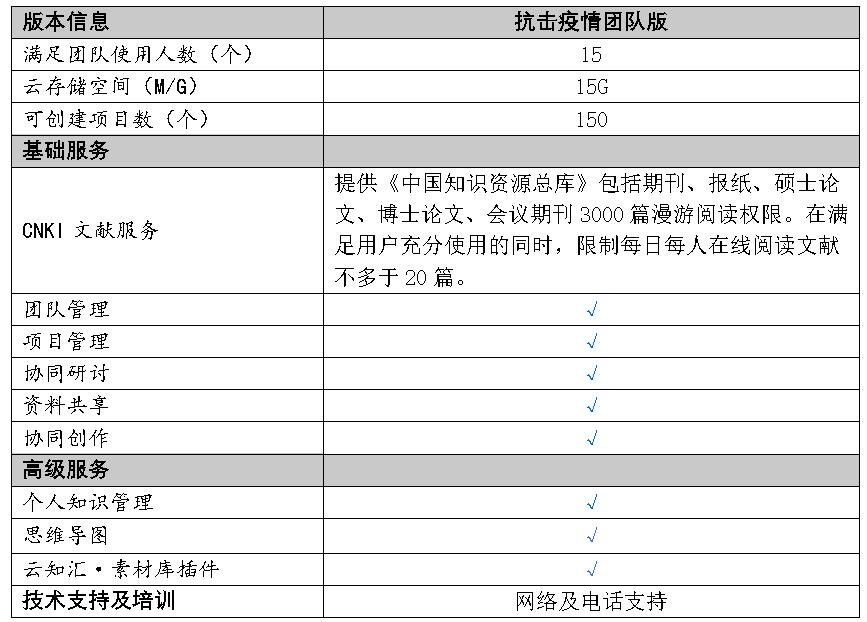 版本信息 抗击疫情团队版
满足团队使用人数（个） 15
云存储空间（M/G） 15G
可创建项目数（个） 150
基础服务
提供《中国知识资源总库》包括期刊、报纸、硕士论
文、博士论文、会议期刊 3000 篇漫游阅读权限。在满
CNKI 文献服务
足用户充分使用的同时，限制每日每人在线阅读文献
不多于 20 篇。
团队管理 √
项目管理 √
协同研讨 √
资料共享 √
协同创作 √
高级服务
个人知识管理 √
思维导图 √
云知汇·素材库插件 √
技术支持及培训 网络及电话支持